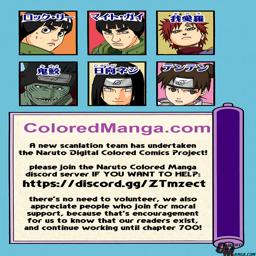 ロック・リー
マイト・ガイ
我愛羅
鬼鮫
日向ネジ
テンテン
ColoredManga.com
A new scanlation team has undertaken
the Naruto Digital Colored Comics Project!
please join the Naruto Colored Manga
discord server IF YOU WANT TO HELP:
https://discord.gg/ZTmzect
there's no need to volunteer, we also
appreciate people who join for moral
support, because that's encouragement
for us to know that our readers exist,
and continue working until chapter 700!